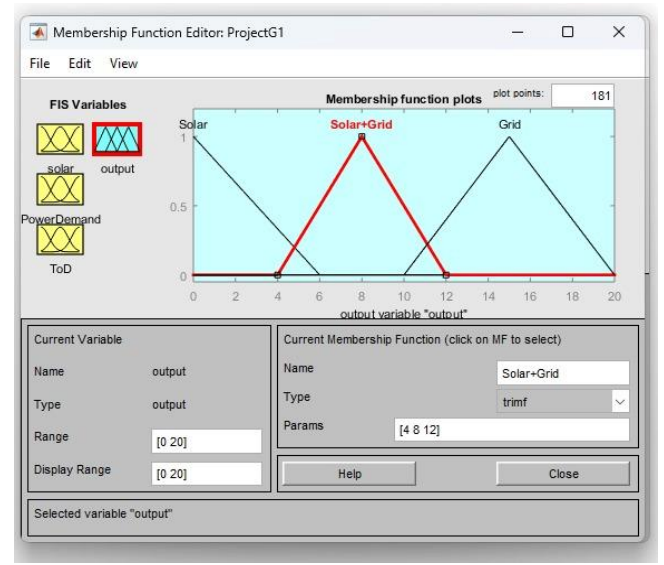 Membership Function Editor: ProjectG1
File Edit View
FIS Variables
solar
output
PowerDemand
ToD
Membership function plots
plot points:
181
Solar
Solar+Grid
Grid
1
0.5
0
0 2 4 6 8 10 12 14 16 18 20
output variable "output"
Current Variable
Name output
Type output
Range [0 20]
Display Range [0 20]
Current Membership Function (click on MF to select)
Name Solar+Grid
Type trimf
Params [4 8 12]
Help Close
Selected variable "output"